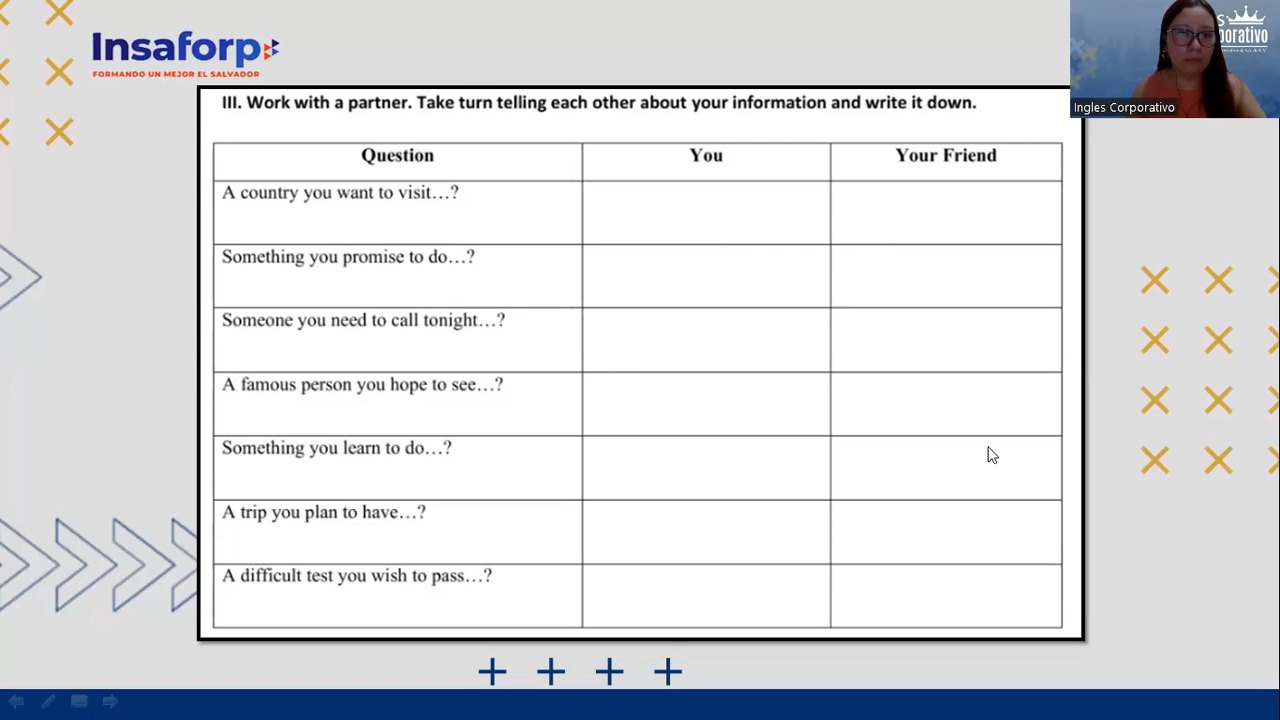 Insaforp
FORMANDO UN MEJOR EL SALVADOR
Ingles Corporativo
III. Work with a partner. Take turn telling each other about your information and write it down.
Question You Your Friend
A country you want to visit…?
Something you promise to do…?
Someone you need to call tonight…?
A famous person you hope to see…?
Something you learn to do…?
A trip you plan to have…?
A difficult test you wish to pass…?